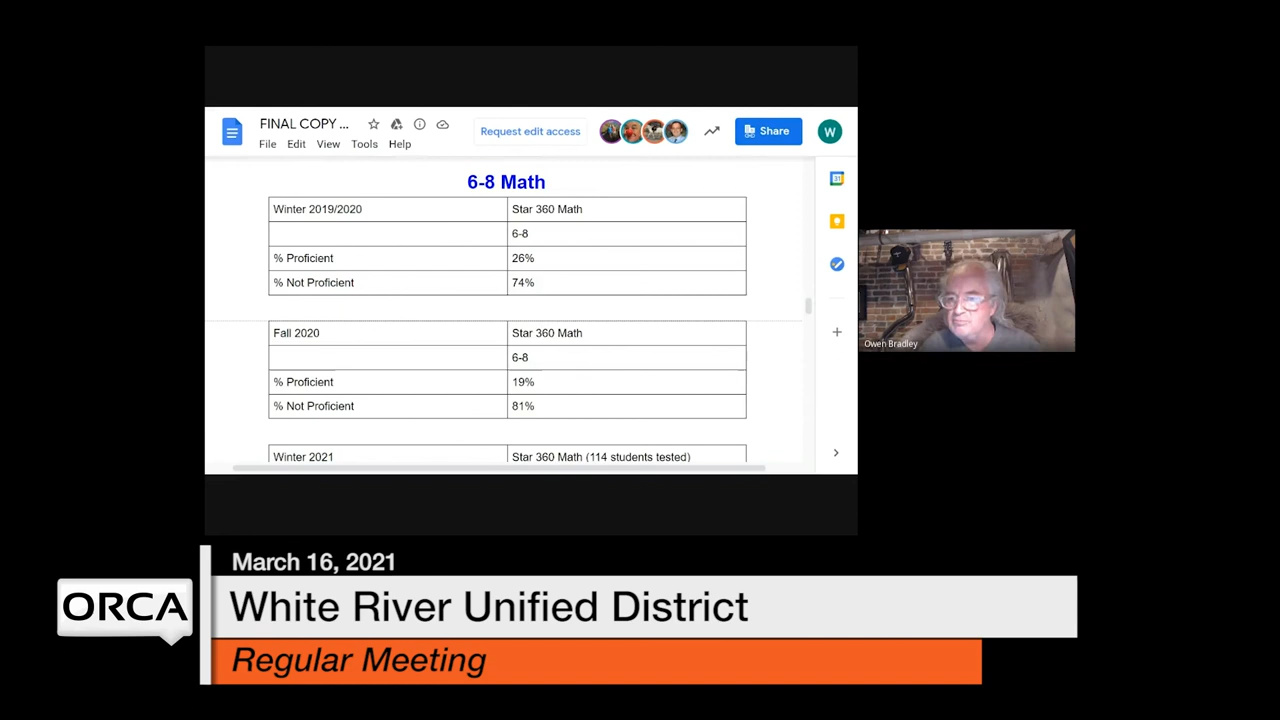 FINAL COPY ...
File Edit View Tools Help
Request edit access
Share
W
31
6-8 Math
Winter 2019/2020 Star 360 Math
6-8
% Proficient 26%
% Not Proficient 74%
Fall 2020 Star 360 Math
6-8
% Proficient 19%
% Not Proficient 81%
Winter 2021 Star 360 Math (114 students tested)
Owen Bradley
March 16, 2021
ORCA
White River Unified District
Regular Meeting